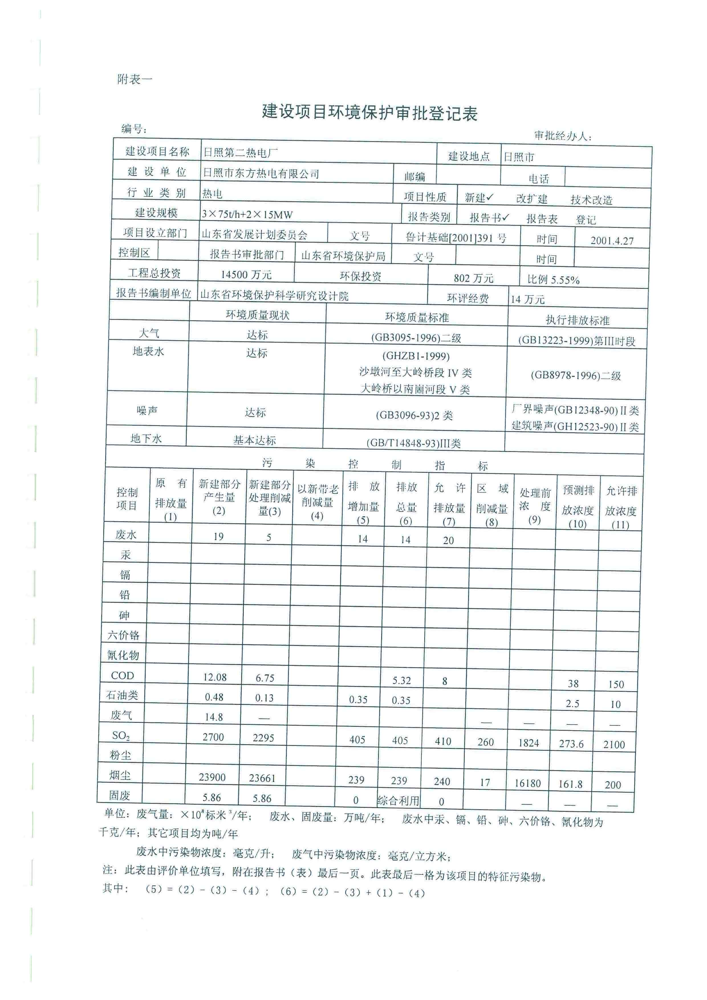 附表一
建设项目环境保护审批登记表
编号： 审批经办人：
建设项目名称 日照第二热电厂 建设地点 日照市
建设单位 日照市东方热电有限公司 邮编 电话
行业类别 热电 项目性质 新建✓ 改扩建 技术改造
建设规模 3×75t/h+2×15MW 报告类别 报告书✓ 报告表 登记
项目设立部门 山东省发展计划委员会 文号 鲁计基础[2001]391 号 时间 2001.4.27
控制区 报告书审批部门 山东省环境保护局 文号 时间
工程总投资 14500 万元 环保投资 802 万元 比例 5.55%
报告书编制单位 山东省环境保护科学研究设计院 环评经费 14 万元
环境质量现状 环境质量标准 执行排放标准
大气 达标 (GB3095-1996)二级 (GB13223-1999)第III时段
地表水 达标 (GHZB1-1999)
沙墩河至大岭桥段 IV 类 (GB8978-1996)二级
大岭桥以南崮河段 V 类
噪声 达标 (GB3096-93)2 类 厂界噪声(GB12348-90) II 类
建筑噪声(GH12523-90) II 类
地下水 基本达标 (GB/T14848-93)III类
污染控制指标
控制项目 原有排放量(1) 新建部分产生量(2) 新建部分处理削减量(3) 以新带老削减量(4) 排放增加量(5) 排放总量(6) 允许排放量(7) 区域削减量(8) 处理前浓度(9) 预测排放浓度(10) 允许排放浓度(11)
废水 19 5 14 14 20
汞
镉
铅
砷
六价铬
氰化物
COD 12.08 6.75 5.32 8 38 150
石油类 0.48 0.13 0.35 0.35 2.5 10
废气 14.8 — — — — —
SO₂ 2700 2295 405 405 410 260 1824 273.6 2100
粉尘
烟尘 23900 23661 239 239 240 17 16180 161.8 200
固废 5.86 5.86 0 综合利用 0 — — —
单位：废气量：×10⁸标米³/年； 废水、固废量：万吨/年； 废水中汞、镉、铅、砷、六价铬、氰化物为
千克/年；其它项目均为吨/年
废水中污染物浓度：毫克/升； 废气中污染物浓度：毫克/立方米；
注：此表由评价单位填写，附在报告书（表）最后一页。此表最后一格为该项目的特征污染物。
其中： （5）=（2）-（3）-（4）；（6）=（2）-（3）+（1）-（4）